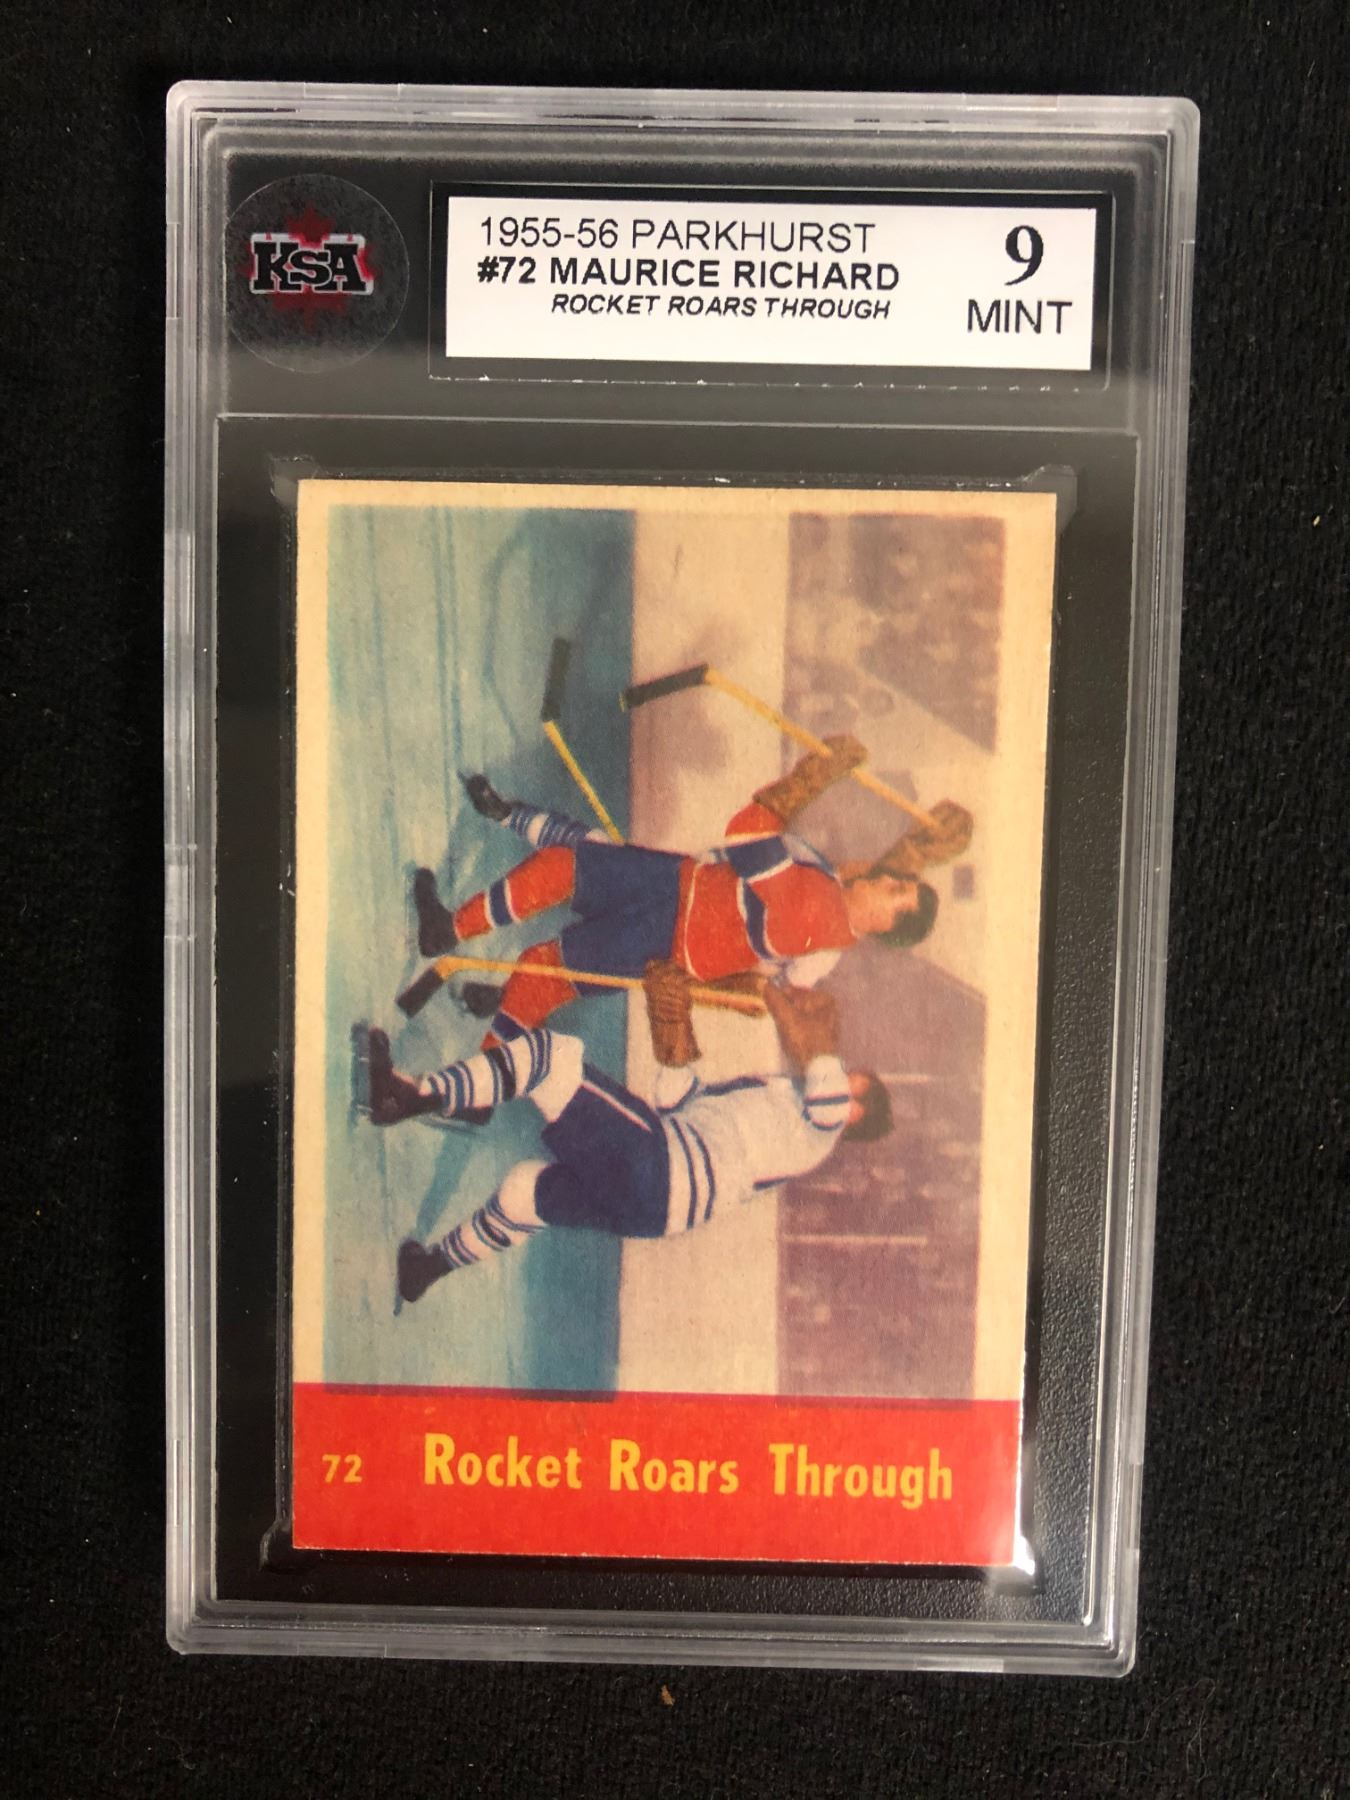 KSA
1955-56 PARKHURST
#72 MAURICE RICHARD
ROCKET ROARS THROUGH
9
MINT
72 Rocket Roars Through